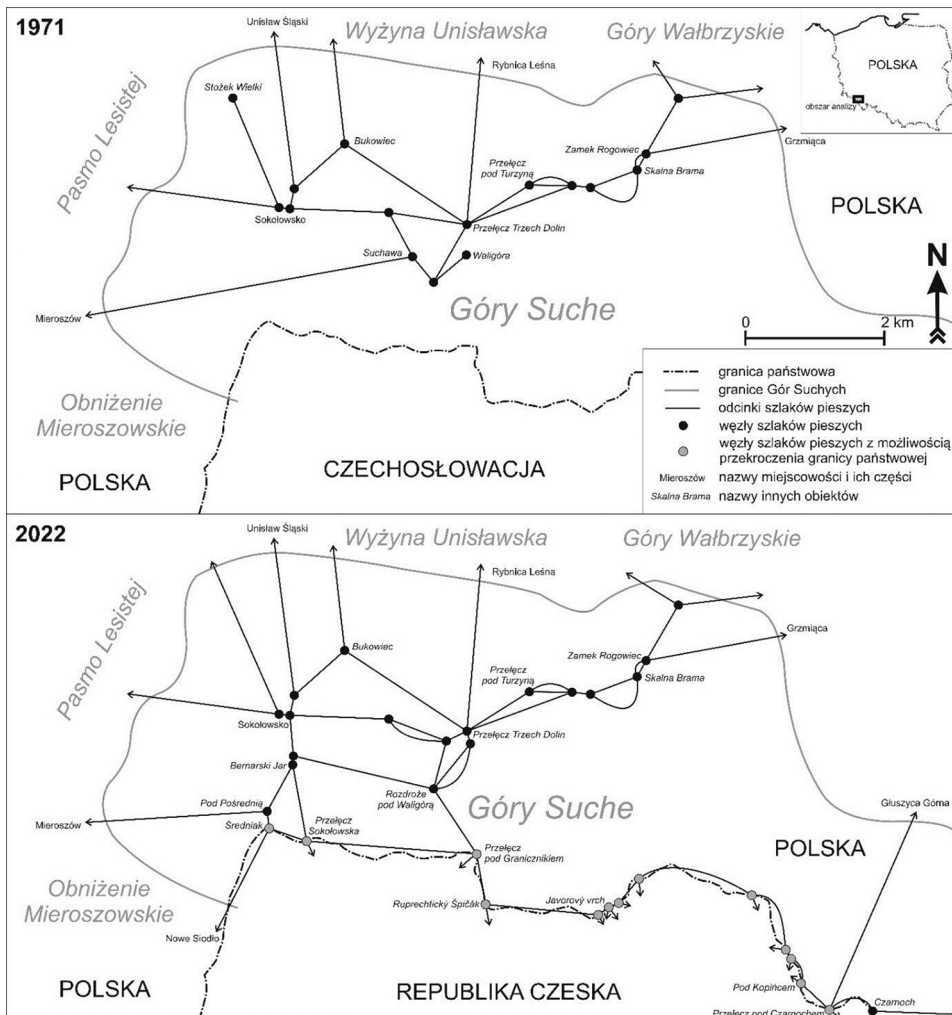 1971
Unisław Śląski
Wyżyna Unisławska
Góry Wałbrzyskie
Rybnica Leśna
POLSKA
obszar analizy
Pasmo Lesistej
Stożek Wielki
Bukowiec
Zamek Rogowiec
Grzmiąca
Przełęcz
pod Turzyną
Skalna Brama
Sokołowsko
Przełęcz Trzech Dolin
POLSKA
Suchawa
Waligóra
N
Mieroszów
Góry Suche
0
2 km
Obniżenie
Mieroszowskie
POLSKA
CZECHOSŁOWACJA
granica państwowa
granice Gór Suchych
odcinki szlaków pieszych
węzły szlaków pieszych
węzły szlaków pieszych z możliwością
przekroczenia granicy państwowej
Mieroszów nazwy miejscowości i ich części
Skalna Brama nazwy innych obiektów
2022
Unisław Śląski
Wyżyna Unisławska
Góry Wałbrzyskie
Rybnica Leśna
Pasmo Lesistej
Bukowiec
Zamek Rogowiec
Grzmiąca
Przełęcz
pod Turzyną
Skalna Brama
Sokołowsko
Przełęcz Trzech Dolin
Bernarski Jar
Rozdroże
pod Waligórą
Góry Suche
Głuszyca Górna
Pod Pośrednią
Mieroszów
Średniak
Przełęcz
Sokołowska
Przełęcz
pod Granicznikiem
POLSKA
Obniżenie
Mieroszowskie
Ruprechtický Špičák
Javorový vrch
Nowe Siodło
Pod Kopińcem
POLSKA
REPUBLIKA CZESKA
Czarnoch
Przełęcz pod Czarnochem